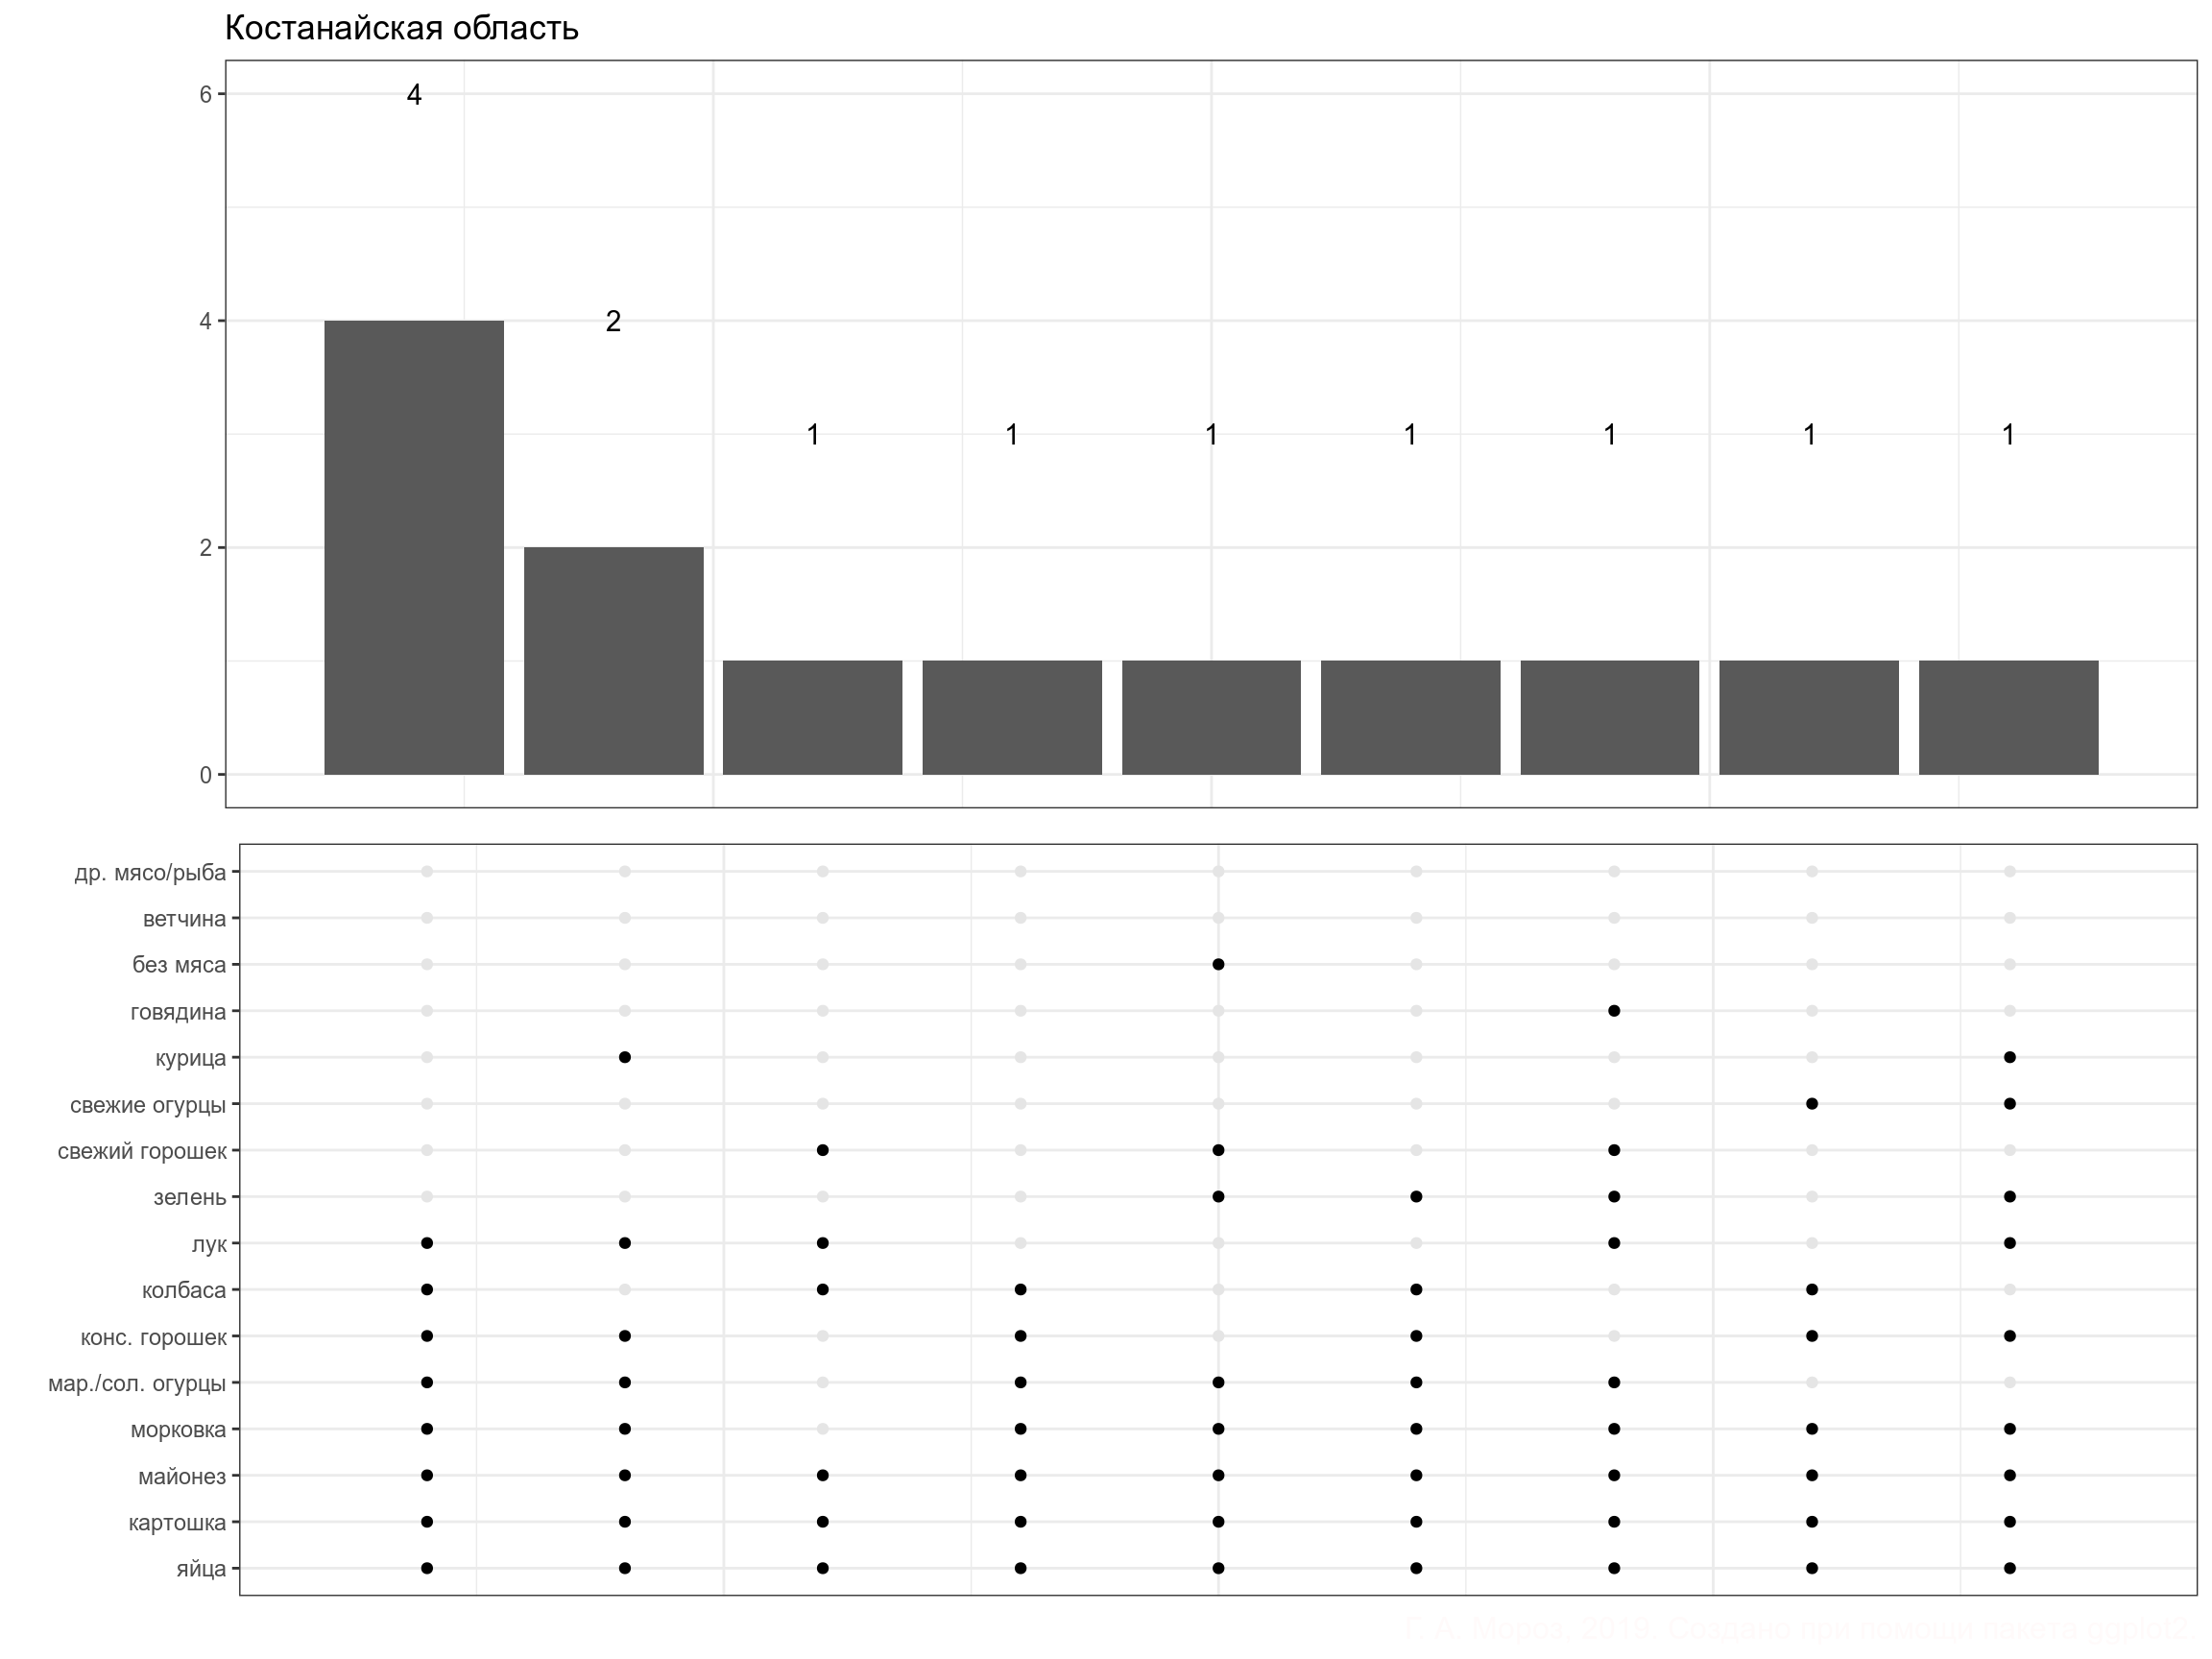 Костанайская область
6
4
2
0
4
2
1
1
1
1
1
1
1
др. мясо/рыба
ветчина
без мяса
говядина
курица
свежие огурцы
свежий горошек
зелень
лук
колбаса
конс. горошек
мар./сол. огурцы
морковка
майонез
картошка
яйца
Г. А. Мороз, 2019, Создано при помощи пакета ggplot2.